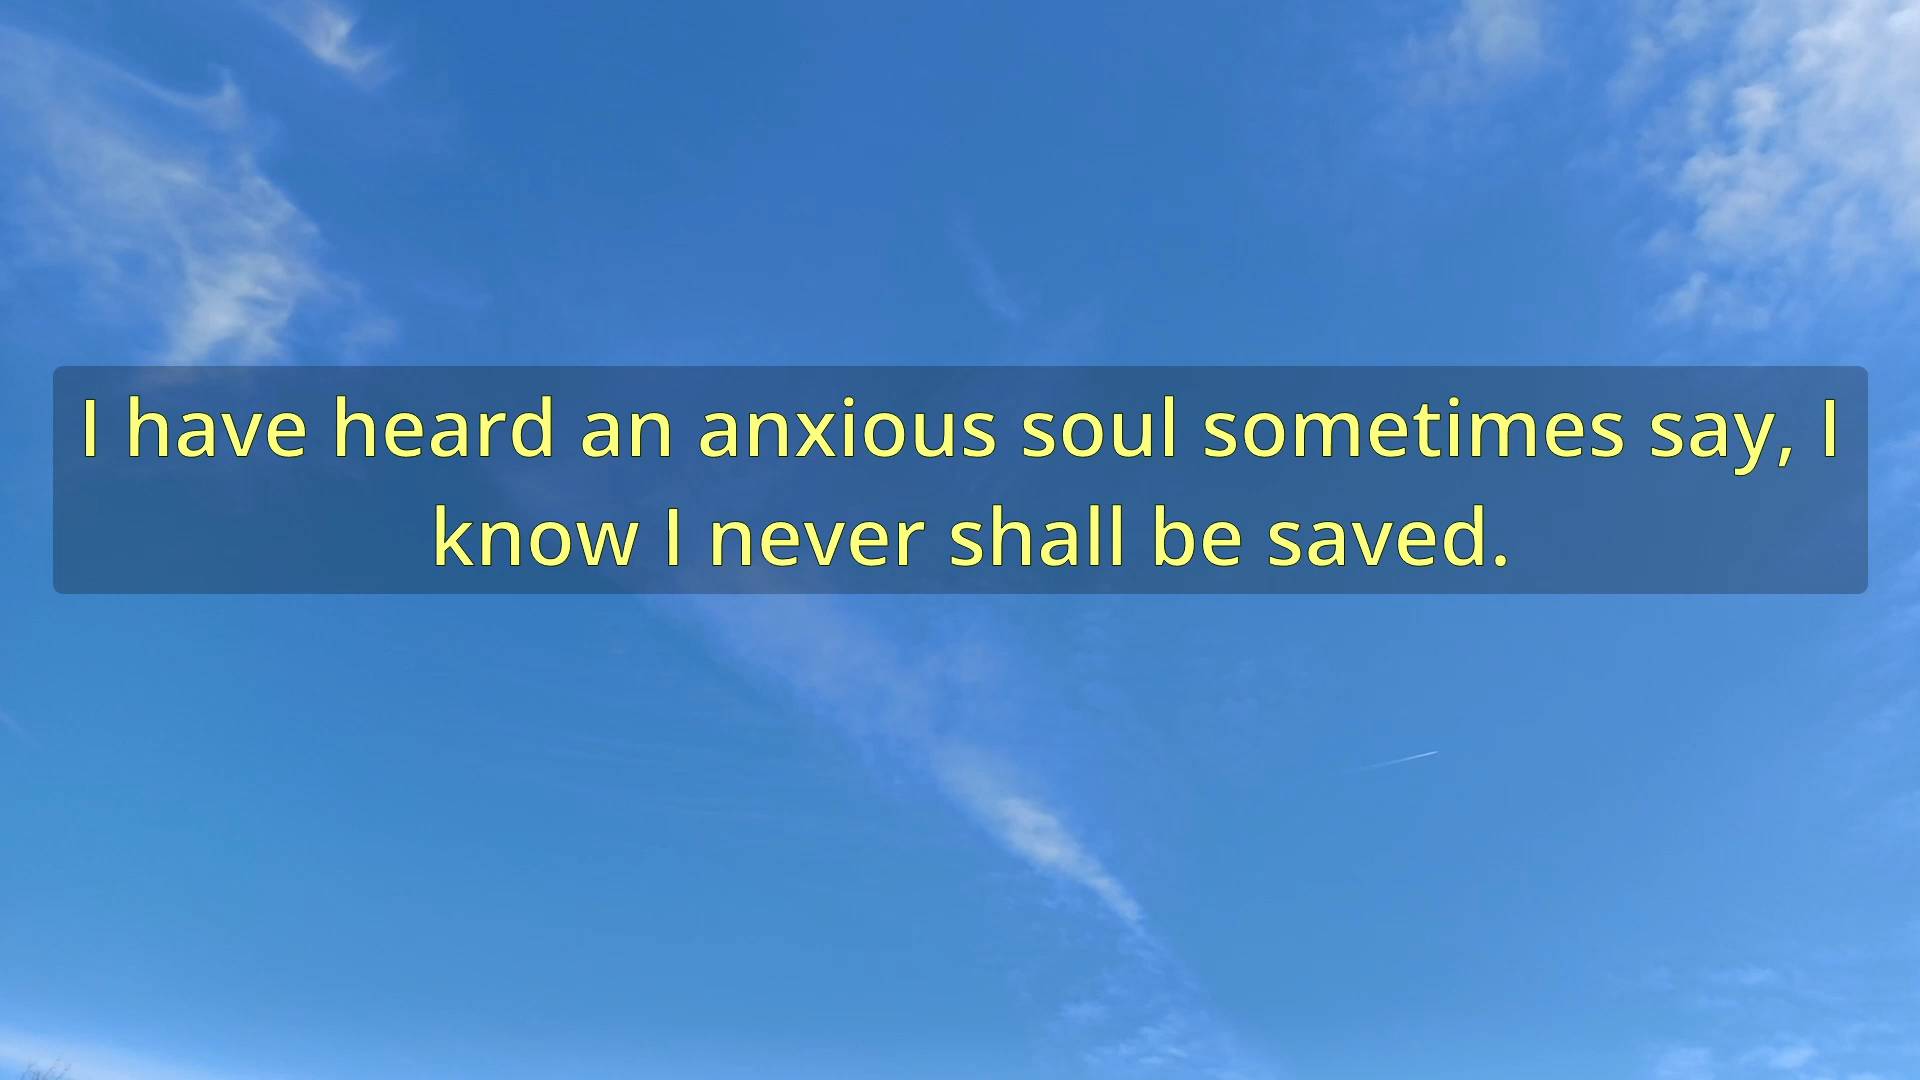 I have heard an anxious soul sometimes say, I
know I never shall be saved.